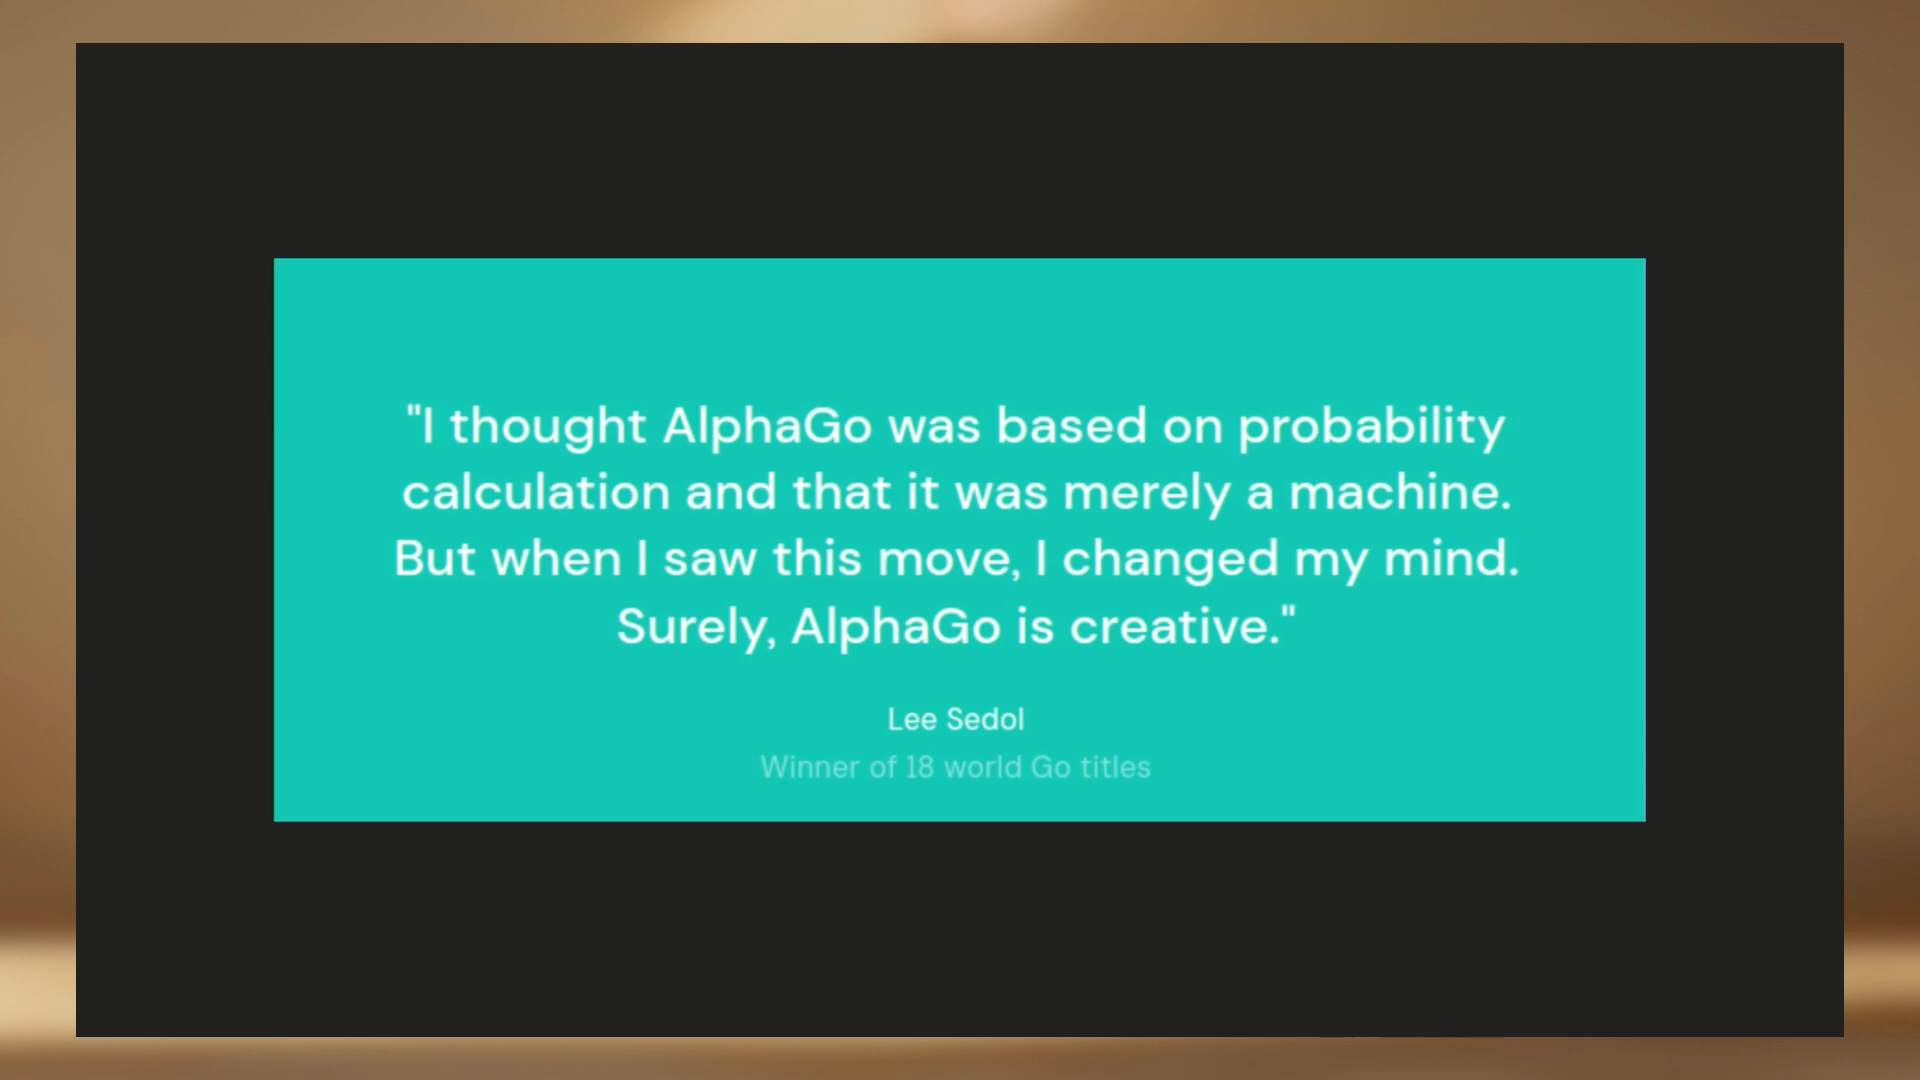 "I thought AlphaGo was based on probability
calculation and that it was merely a machine.
But when I saw this move, I changed my mind.
Surely, AlphaGo is creative."
Lee Sedol
Winner of 18 world Go titles